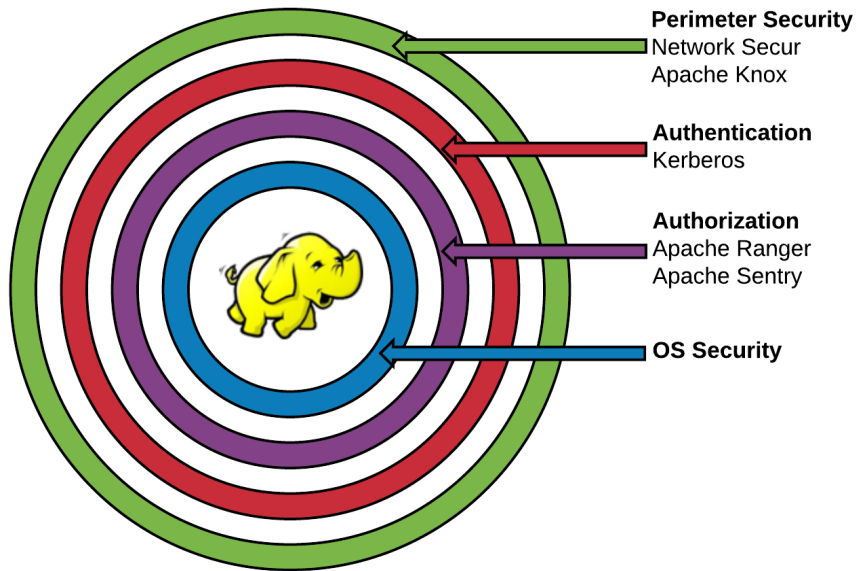 Perimeter Security
Network Secur
Apache Knox
Authentication
Kerberos
Authorization
Apache Ranger
Apache Sentry
OS Security